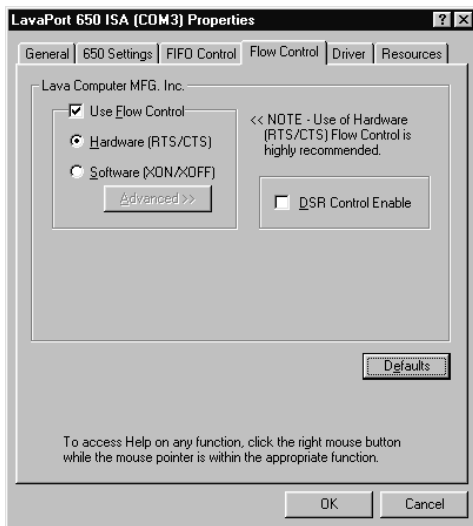 LavaPort 650 ISA (COM3) Properties
General 650 Settings FIFO Control Flow Control Driver Resources
Lava Computer MFG. Inc.
Use Flow Control
Hardware (RTS/CTS)
Software (XON/XOFF)
Advanced >>
<< NOTE - Use of Hardware
(RTS/CTS) Flow Control is
highly recommended.
DSR Control Enable
Defaults
To access Help on any function, click the right mouse button
while the mouse pointer is within the appropriate function.
OK Cancel